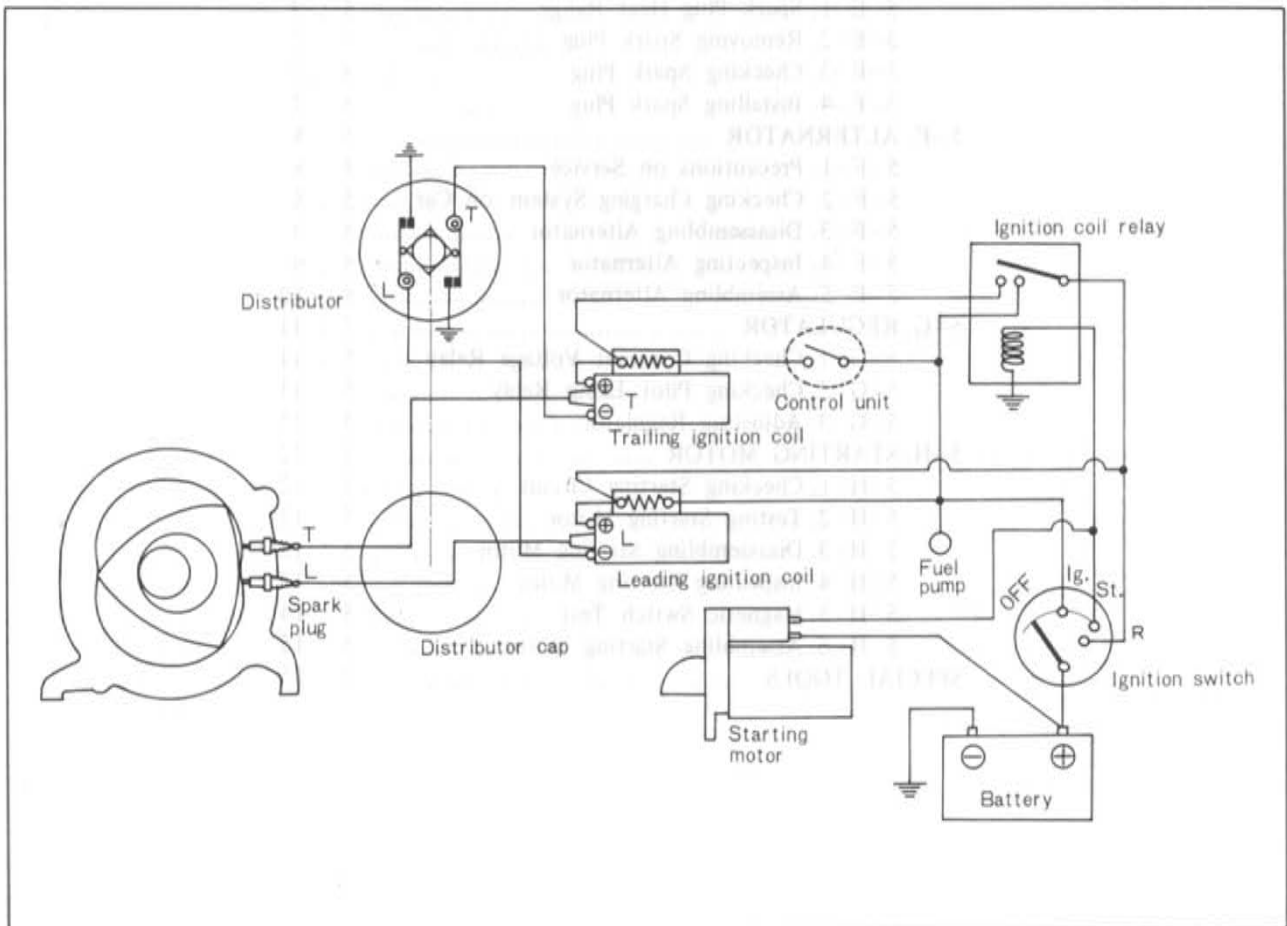 Distributor
T
L
Ignition coil relay
T
Trailing ignition coil
Control unit
T
L
Spark
plug
Distributor cap
L
Leading ignition coil
Fuel
pump
OFF
Ig.
St.
R
Ignition switch
Starting
motor
Battery